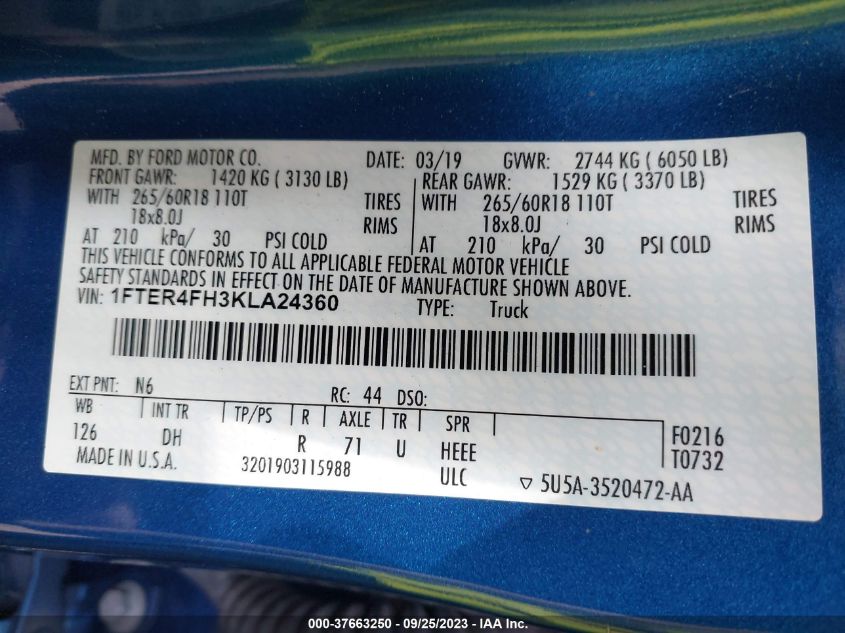 MFD. BY FORD MOTOR CO. DATE: 03/19 GVWR: 2744 KG ( 6050 LB)
FRONT GAWR: 1420 KG ( 3130 LB) REAR GAWR: 1529 KG ( 3370 LB)
WITH 265/60R18 110T TIRES WITH 265/60R18 110T TIRES
18x8.0J RIMS 18x8.0J RIMS
AT 210 kPa/ 30 PSI COLD AT 210 kPa/ 30 PSI COLD
THIS VEHICLE CONFORMS TO ALL APPLICABLE FEDERAL MOTOR VEHICLE
SAFETY STANDARDS IN EFFECT ON THE DATE OF MANUFACTURE SHOWN ABOVE.
VIN: 1FTER4FH3KLA24360 TYPE: Truck
EXT PNT: N6 RC: 44 DSO:
WB INT TR TP/PS R AXLE TR SPR
126 DH R 71 U HEEE F0216
MADE IN U.S.A. 3201903115988 ULC T0732
▽ 5U5A-3520472-AA
000-37663250 - 09/25/2023 - IAA Inc.